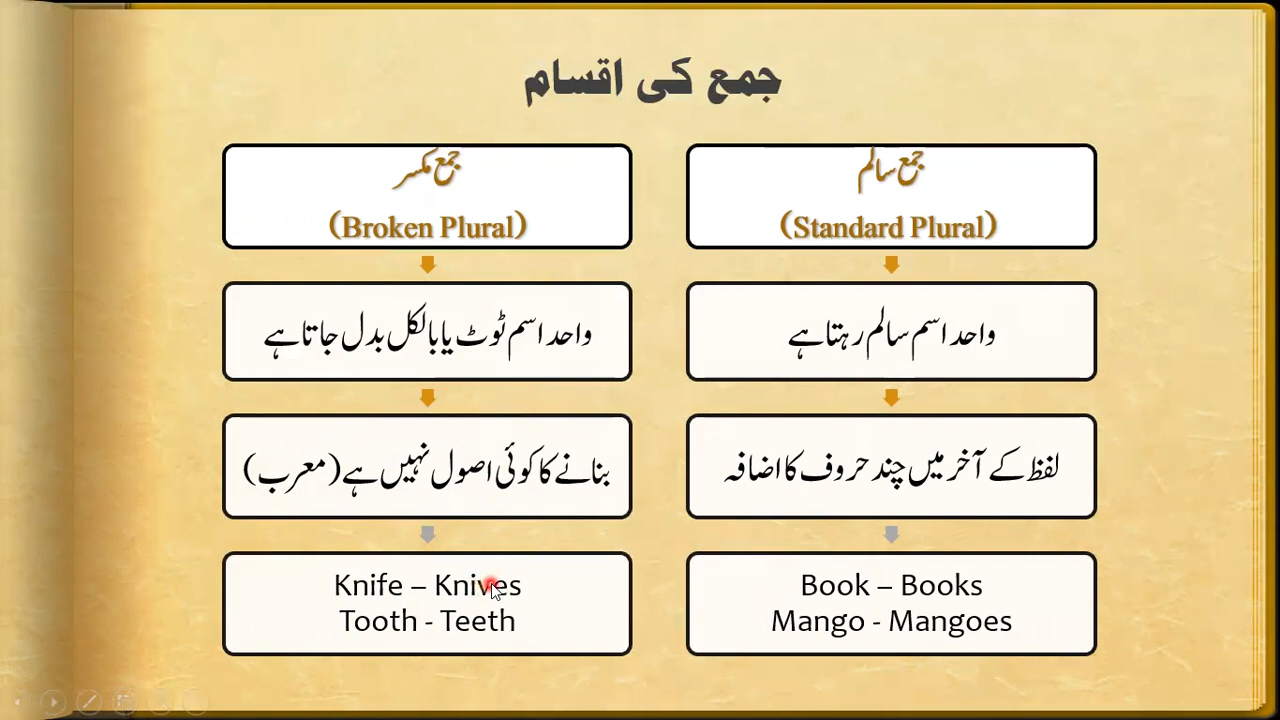 جمع کی اقسام
جمع سالم
(Standard Plural)
واحد اسم سالم رہتا ہے
لفظ کے آخر میں چند حروف کا اضافہ
Book – Books
Mango - Mangoes
جمع مکسر
(Broken Plural)
واحد اسم ٹوٹ یا بالکل بدل جاتا ہے
بنانے کا کوئی اصول نہیں ہے (معرب)
Knife – Knives
Tooth - Teeth